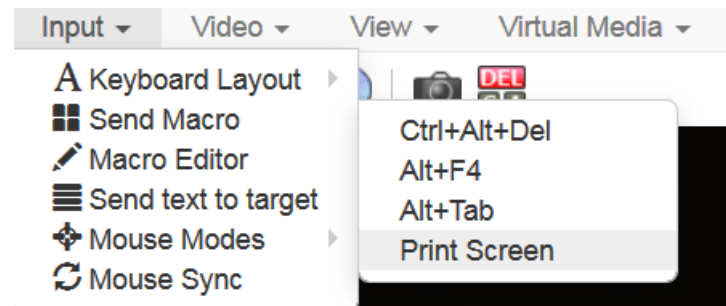 Input Video View Virtual Media
A Keyboard Layout
DEL
Send Macro
Macro Editor
Send text to target
Mouse Modes
Mouse Sync
Ctrl+Alt+Del
Alt+F4
Alt+Tab
Print Screen